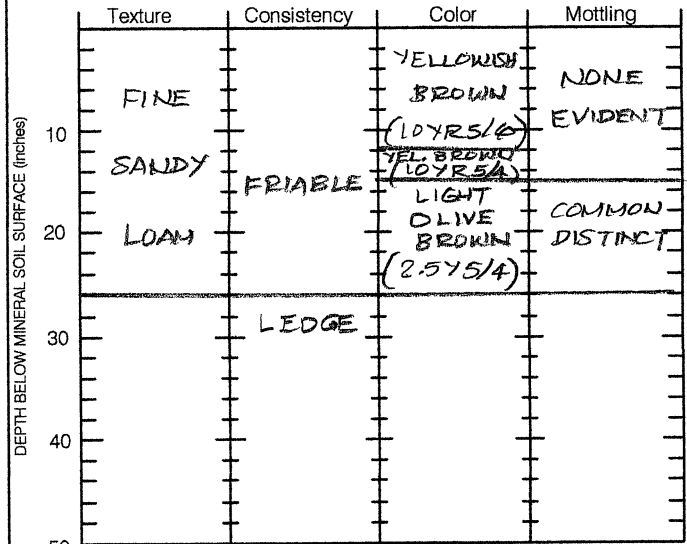 Texture Consistency Color Mottling
DEPTH BELOW MINERAL SOIL SURFACE (inches)
10
20
30
40
50
FINE
SANDY
LOAM
FRIABLE
LEDGE
YELLOWISH
BROWN
(10YR5/6)
YEL. BROWN
(10YR5/4)
LIGHT
OLIVE
BROWN
(2.5Y5/4)
NONE
EVIDENT
COMMON
DISTINCT